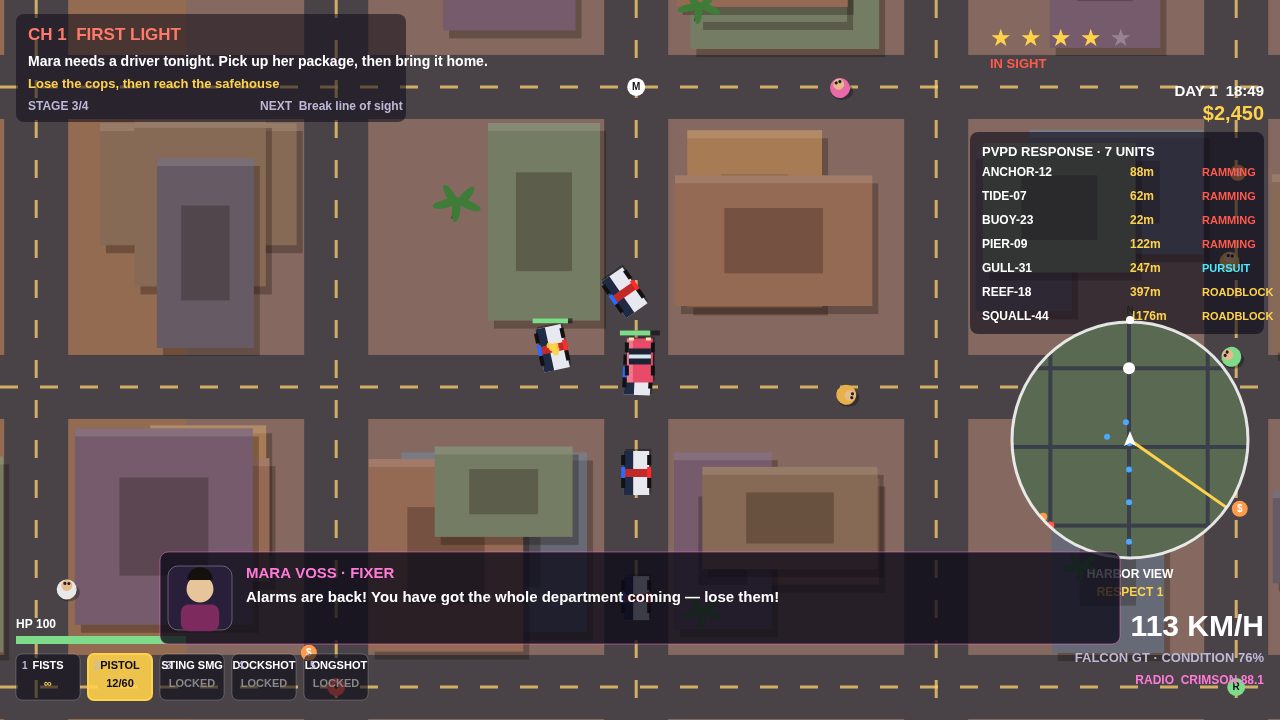 CH 1 FIRST LIGHT
Mara needs a driver tonight. Pick up her package, then bring it home.
Lose the cops, then reach the safehouse
STAGE 3/4
NEXT Break line of sight
M
IN SIGHT
DAY 1 18:49
$2,450
PVPD RESPONSE · 7 UNITS
ANCHOR-12 88m RAMMING
TIDE-07 62m RAMMING
BUOY-23 22m RAMMING
PIER-09 122m RAMMING
GULL-31 247m PURSUIT
REEF-18 397m ROADBLOCK
SQUALL-44 1176m ROADBLOCK
$
MARA VOSS · FIXER
Alarms are back! You have got the whole department coming — lose them!
HARBOR VIEW
RESPECT 1
HP 100
113 KM/H
1 FISTS
∞
PISTOL
12/60
STING SMG
LOCKED
DOCKSHOT
LOCKED
LONGSHOT
LOCKED
$
FALCON GT · CONDITION 76%
RADIO CRIMSON 88.1
R